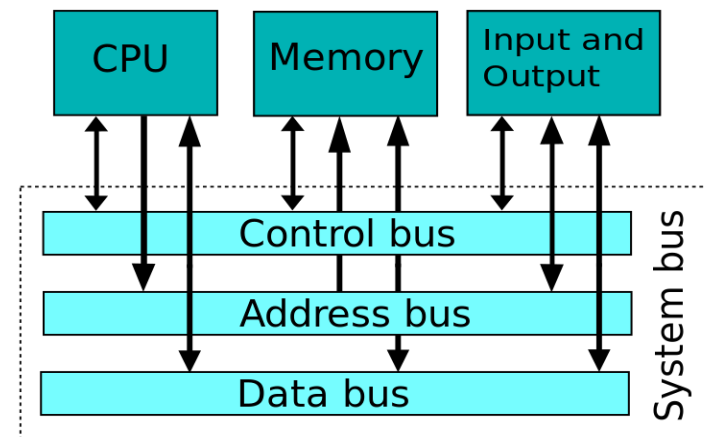 CPU
Memory
Input and
Output
Control bus
Address bus
Data bus
System bus